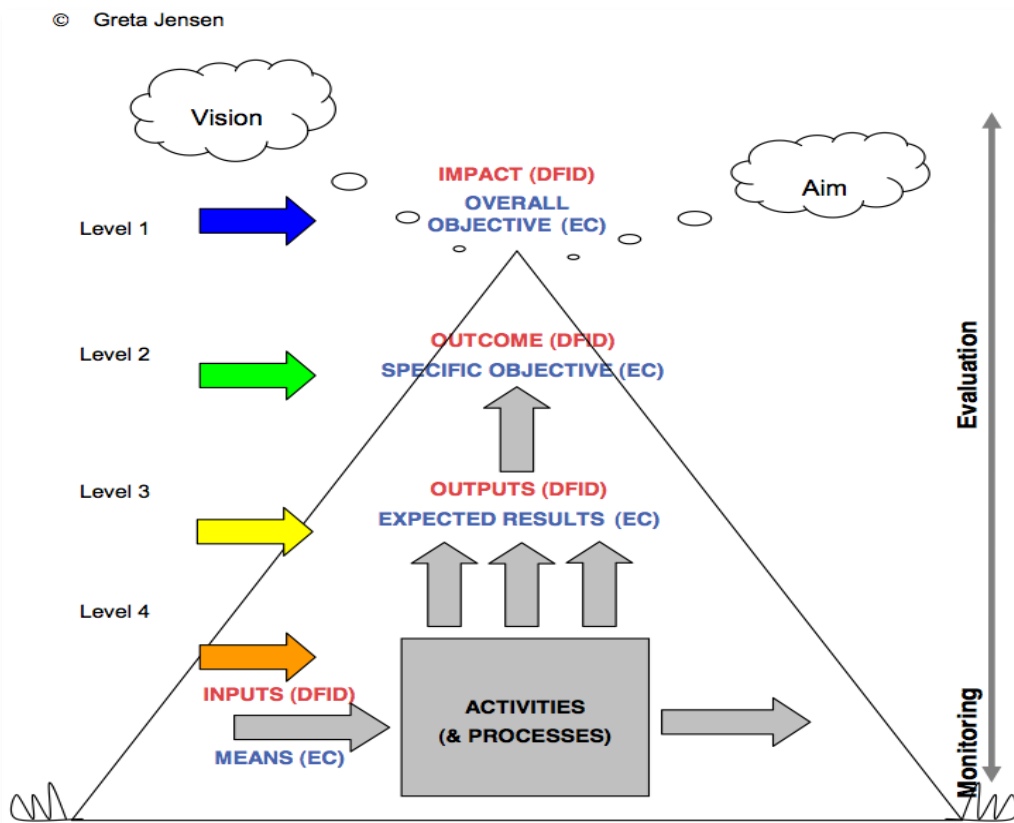 © Greta Jensen
Vision
Aim
IMPACT (DFID)
OVERALL
OBJECTIVE (EC)
Level 1
Level 2
OUTCOME (DFID)
SPECIFIC OBJECTIVE (EC)
Evaluation
Level 3
OUTPUTS (DFID)
EXPECTED RESULTS (EC)
Level 4
INPUTS (DFID)
MEANS (EC)
ACTIVITIES
(& PROCESSES)
Monitoring